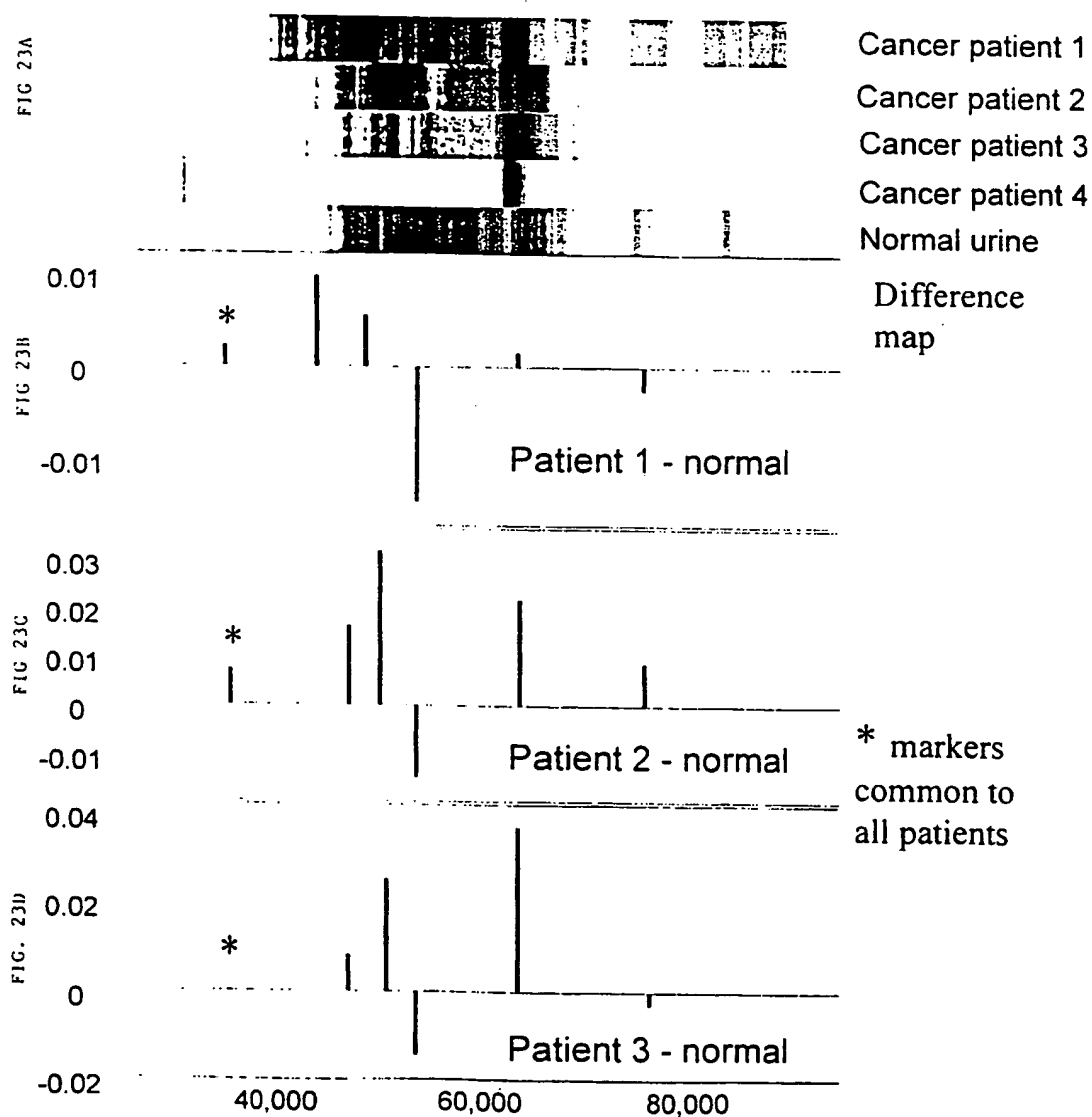 FIG 23A
Cancer patient 1
Cancer patient 2
Cancer patient 3
Cancer patient 4
Normal urine
Difference
map
FIG 23B
0.01
*
0
-0.01
Patient 1 - normal
FIG 23C
0.03
0.02
*
0.01
0
-0.01
Patient 2 - normal
* markers
common to
all patients
FIG. 23D
0.04
0.02
*
0
-0.02
Patient 3 - normal
40,000
60,000
80,000